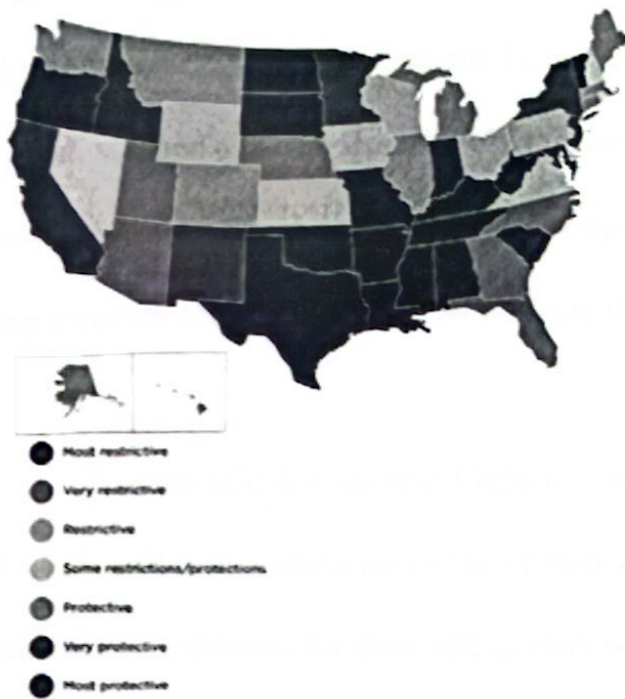 Most restrictive
Very restrictive
Restrictive
Some restrictions/protections
Protective
Very protective
Most protective